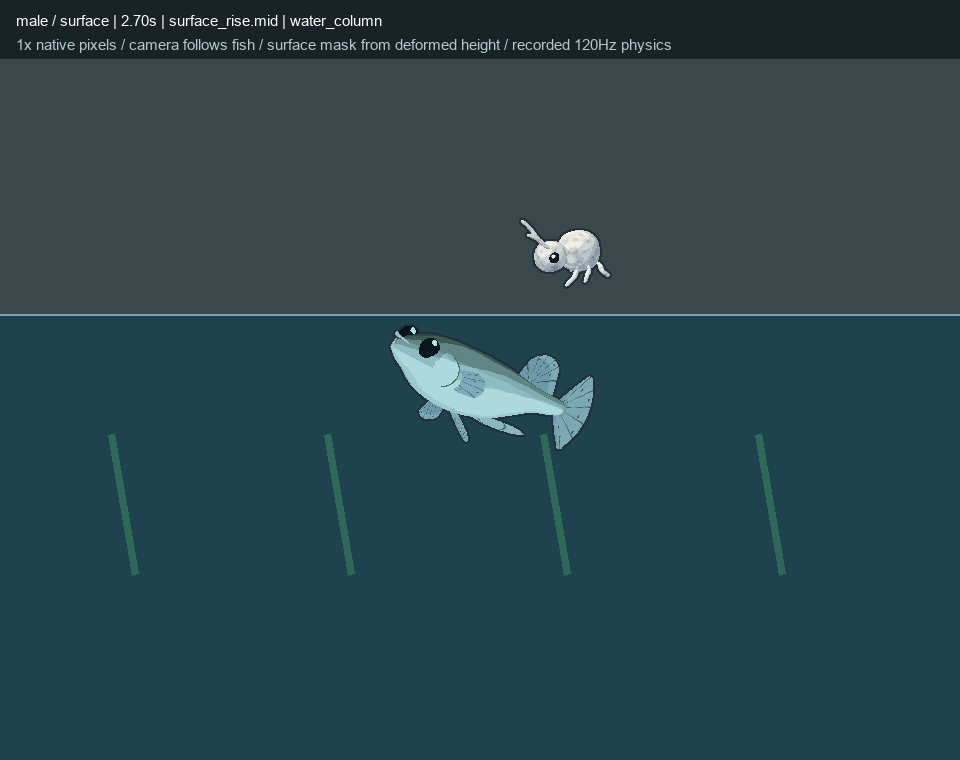 male / surface | 2.70s | surface_rise.mid | water_column
1x native pixels / camera follows fish / surface mask from deformed height / recorded 120Hz physics